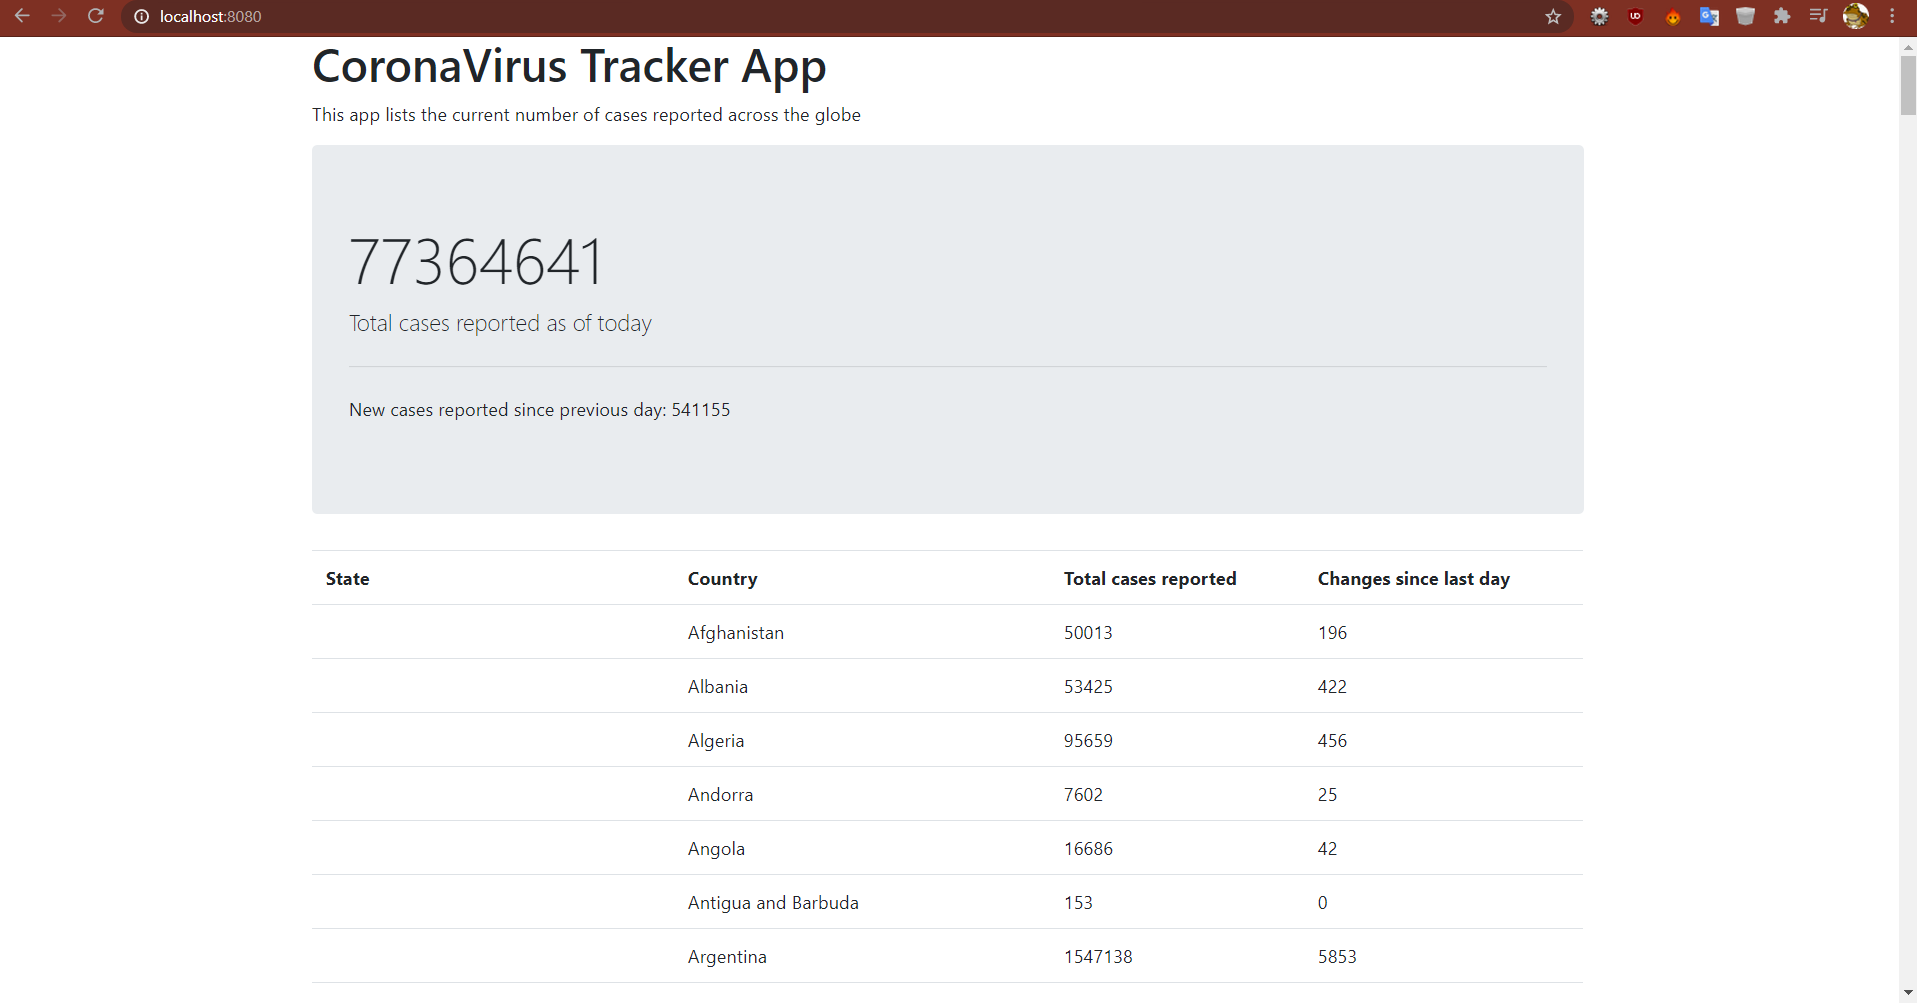 localhost:8080
CoronaVirus Tracker App
This app lists the current number of cases reported across the globe
77364641
Total cases reported as of today
New cases reported since previous day: 541155
State Country Total cases reported Changes since last day
Afghanistan 50013 196
Albania 53425 422
Algeria 95659 456
Andorra 7602 25
Angola 16686 42
Antigua and Barbuda 153 0
Argentina 1547138 5853